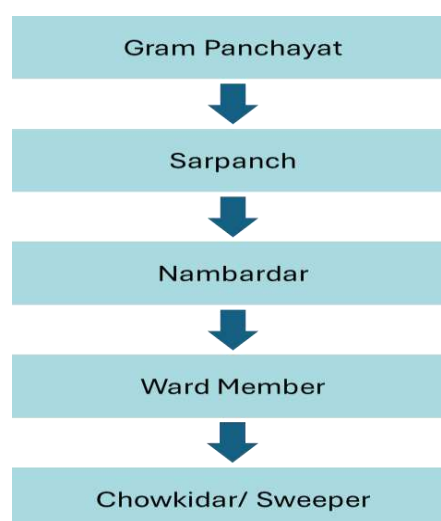 Gram Panchayat
Sarpanch
Nambardar
Ward Member
Chowkidar/ Sweeper